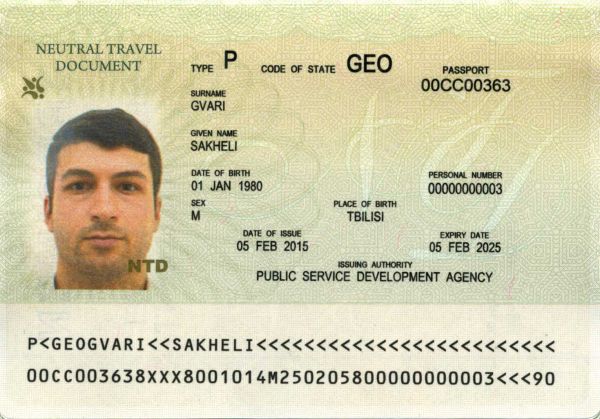 NEUTRAL TRAVEL
DOCUMENT
TYPE P CODE OF STATE GEO PASSPORT
00CC00363
SURNAME
GVARI
GIVEN NAME
SAKHELI
DATE OF BIRTH PERSONAL NUMBER
01 JAN 1980 00000000003
SEX PLACE OF BIRTH
M TBILISI
DATE OF ISSUE EXPIRY DATE
05 FEB 2015 05 FEB 2025
ISSUING AUTHORITY
PUBLIC SERVICE DEVELOPMENT AGENCY
NTD
P<GEOGVARI<<SAKHELI<<<<<<<<<<<<<<<<<<<<<<<<<
00CC003638XXX8001014M250205800000000003<<<90